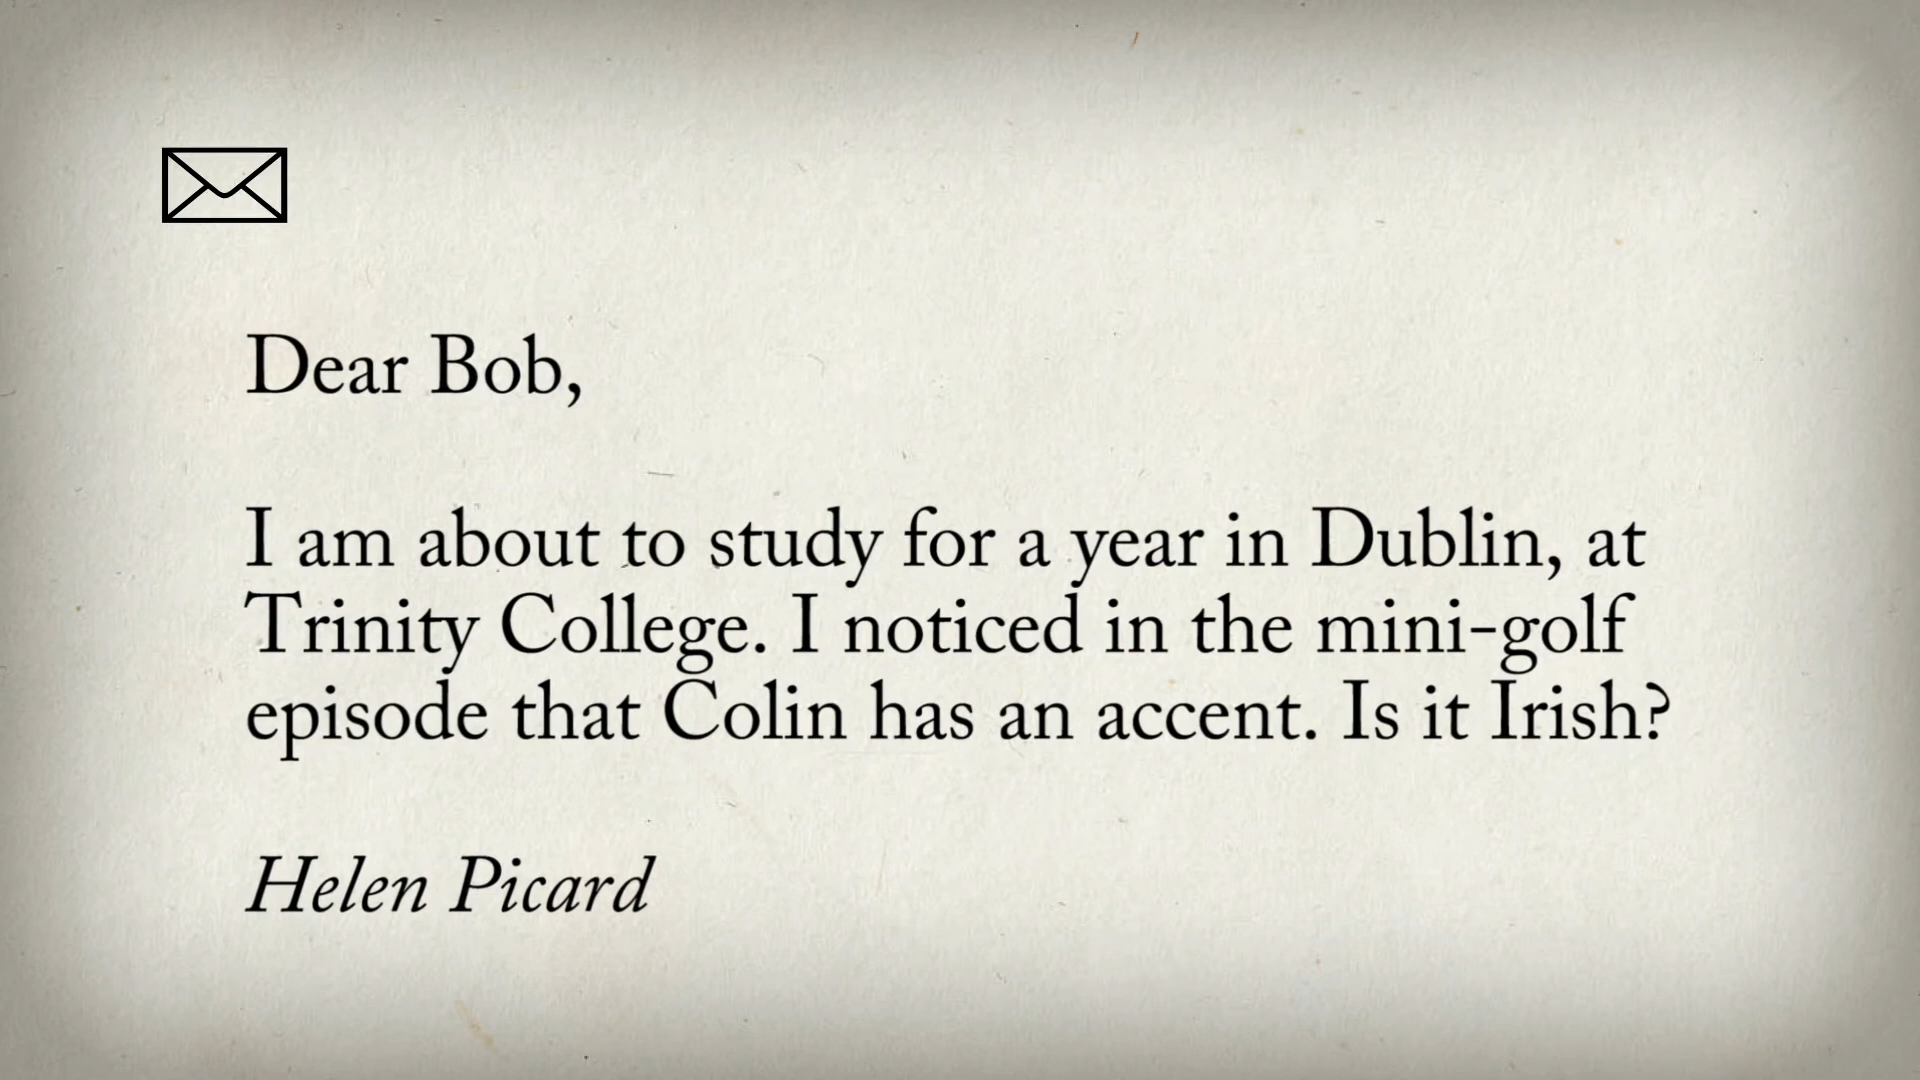 Dear Bob,
I am about to study for a year in Dublin, at
Trinity College. I noticed in the mini-golf
episode that Colin has an accent. Is it Irish?
Helen Picard